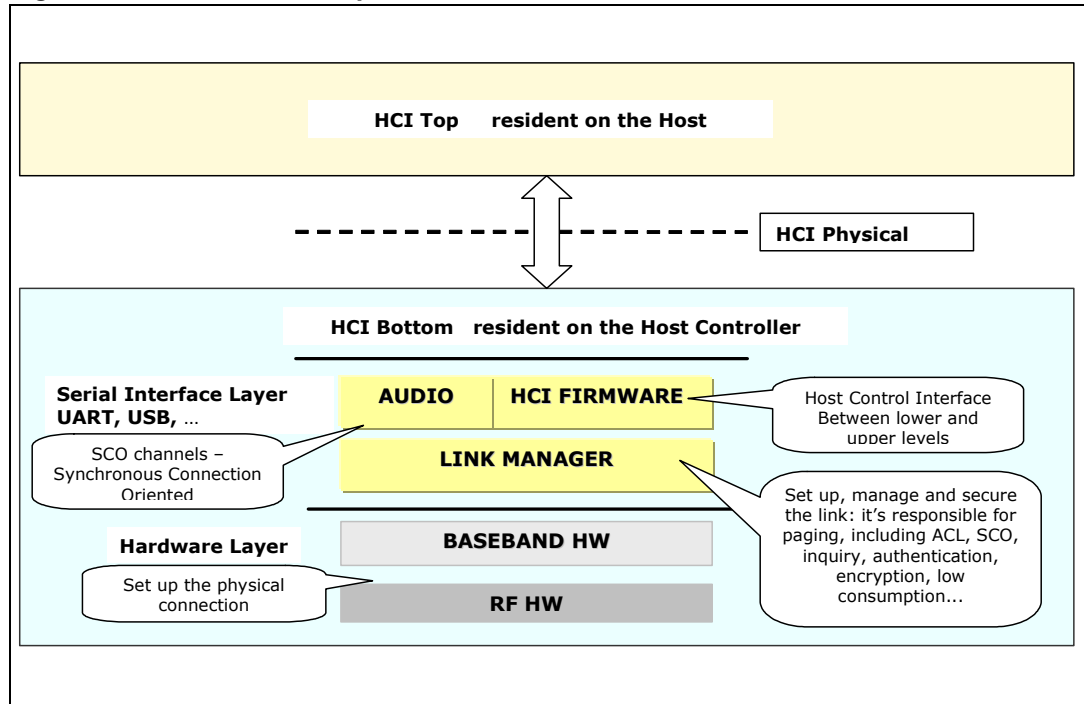 HCI Top resident on the Host
HCI Physical
HCI Bottom resident on the Host Controller
Serial Interface Layer
UART, USB, ...
AUDIO
HCI FIRMWARE
Host Control Interface
Between lower and
upper levels
SCO channels –
Synchronous Connection
Oriented
LINK MANAGER
Set up, manage and secure
the link: it's responsible for
paging, including ACL, SCO,
inquiry, authentication,
encryption, low
consumption...
Hardware Layer
BASEBAND HW
Set up the physical
connection
RF HW